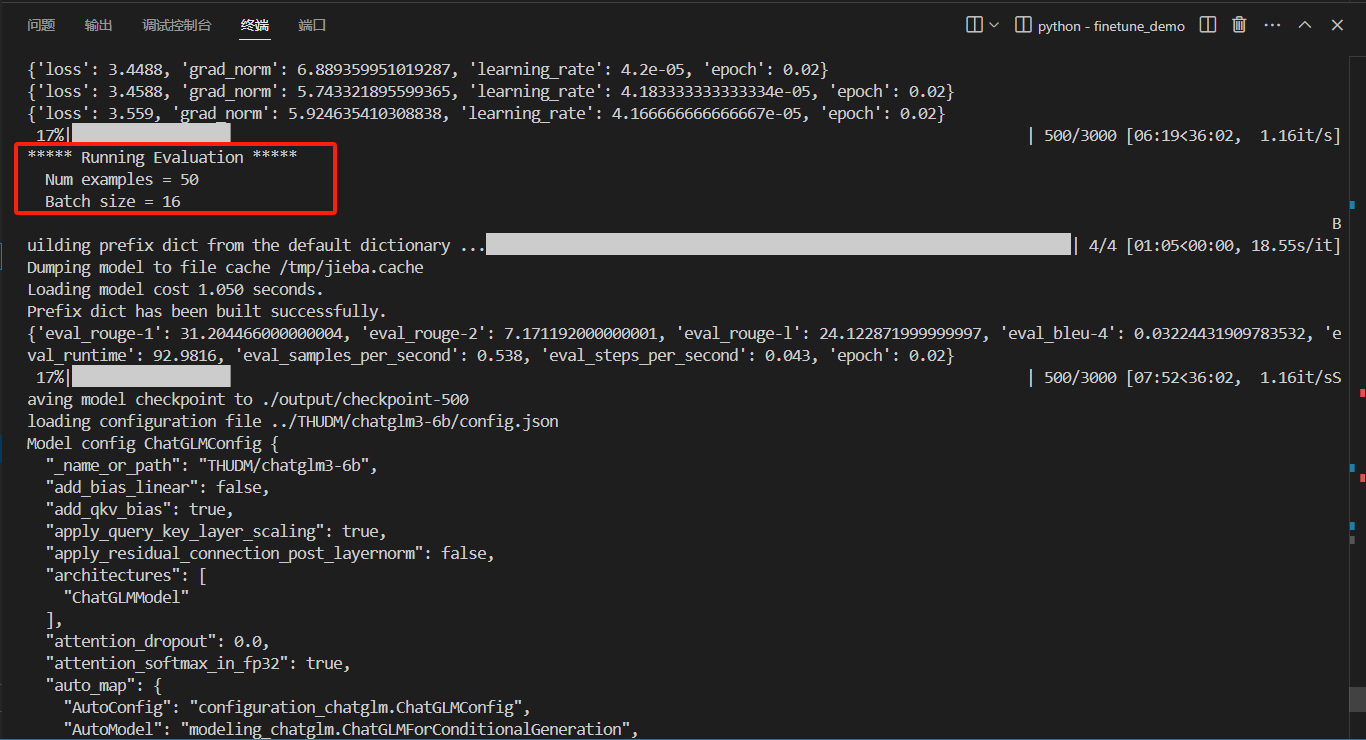 问题 输出 调试控制台 终端 端口 python - finetune_demo
{'loss': 3.4488, 'grad_norm': 6.889359951019287, 'learning_rate': 4.2e-05, 'epoch': 0.02}
{'loss': 3.4588, 'grad_norm': 5.743321895599365, 'learning_rate': 4.183333333333334e-05, 'epoch': 0.02}
{'loss': 3.559, 'grad_norm': 5.924635410308838, 'learning_rate': 4.166666666666667e-05, 'epoch': 0.02}
17%| | 500/3000 [06:19<36:02, 1.16it/s]
***** Running Evaluation *****
Num examples = 50
Batch size = 16
B
uilding prefix dict from the default dictionary ... | 4/4 [01:05<00:00, 18.55s/it]
Dumping model to file cache /tmp/jieba.cache
Loading model cost 1.050 seconds.
Prefix dict has been built successfully.
{'eval_rouge-1': 31.204466000000004, 'eval_rouge-2': 7.171192000000001, 'eval_rouge-l': 24.122871999999997, 'eval_bleu-4': 0.03224431909783532, 'e
val_runtime': 92.9816, 'eval_samples_per_second': 0.538, 'eval_steps_per_second': 0.043, 'epoch': 0.02}
17%| | 500/3000 [07:52<36:02, 1.16it/sS
aving model checkpoint to ./output/checkpoint-500
loading configuration file ../THUDM/chatglm3-6b/config.json
Model config ChatGLMConfig {
"_name_or_path": "THUDM/chatglm3-6b",
"add_bias_linear": false,
"add_qkv_bias": true,
"apply_query_key_layer_scaling": true,
"apply_residual_connection_post_layernorm": false,
"architectures": [
"ChatGLMModel"
],
"attention_dropout": 0.0,
"attention_softmax_in_fp32": true,
"auto_map": {
"AutoConfig": "configuration_chatglm.ChatGLMConfig",
"AutoModel": "modeling_chatglm.ChatGLMForConditionalGeneration",